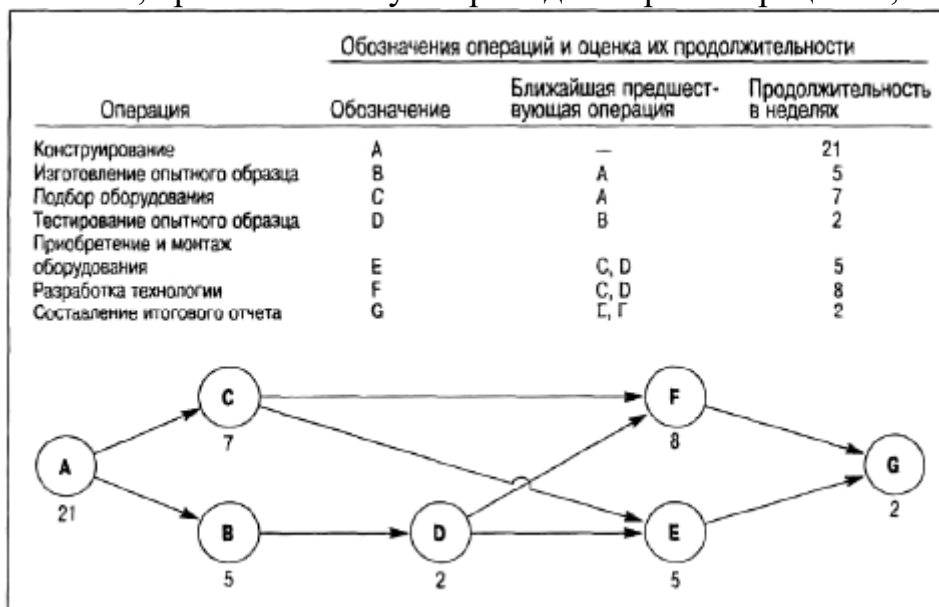 Обозначения операций и оценка их продолжительности
Операция Обозначение Ближайшая предшест- Продолжительность
вующая операция в неделях
Конструирование A — 21
Изготовление опытного образца B A 5
Подбор оборудования C A 7
Тестирование опытного образца D B 2
Приобретение и монтаж
оборудования E C, D 5
Разработка технологии F C, D 8
Составление итогового отчета G E, F 2
C F
7 8
A G
21 2
B D E
5 2 5